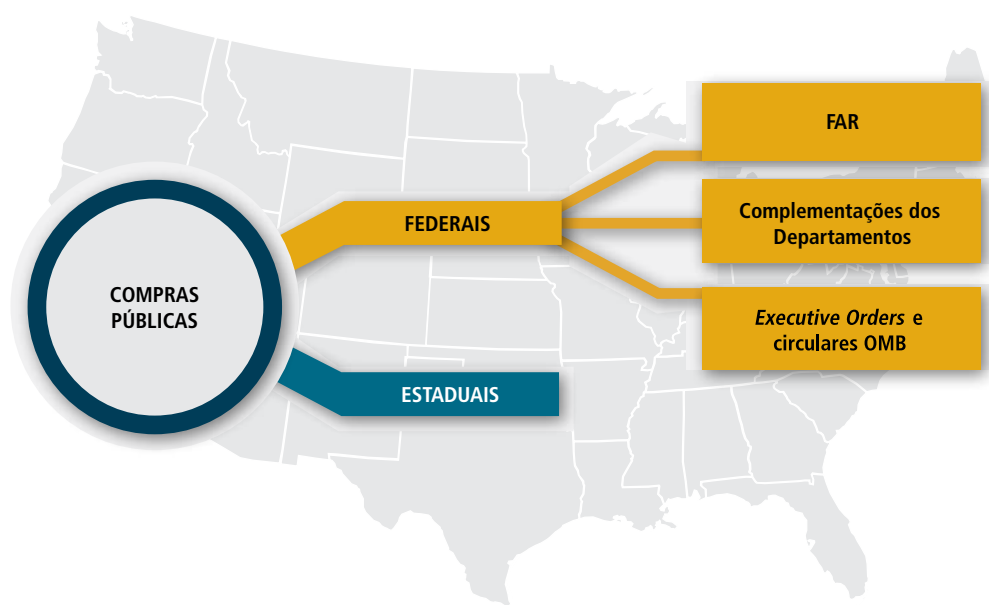 COMPRAS
PÚBLICAS
FEDERAIS
FAR
Complementações dos
Departamentos
Executive Orders e
circulares OMB
ESTADUAIS